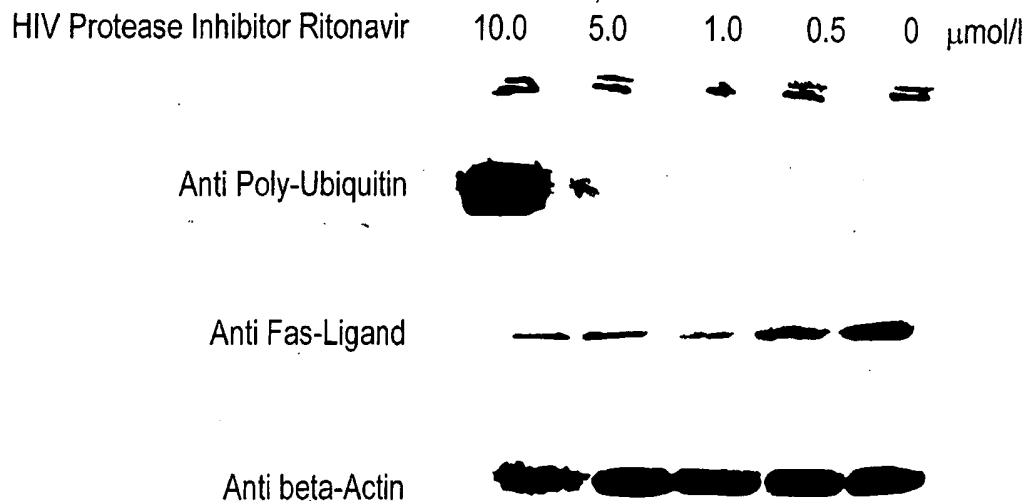 HIV Protease Inhibitor Ritonavir 10.0 5.0 1.0 0.5 0 μmol/l
Anti Poly-Ubiquitin
Anti Fas-Ligand
Anti beta-Actin